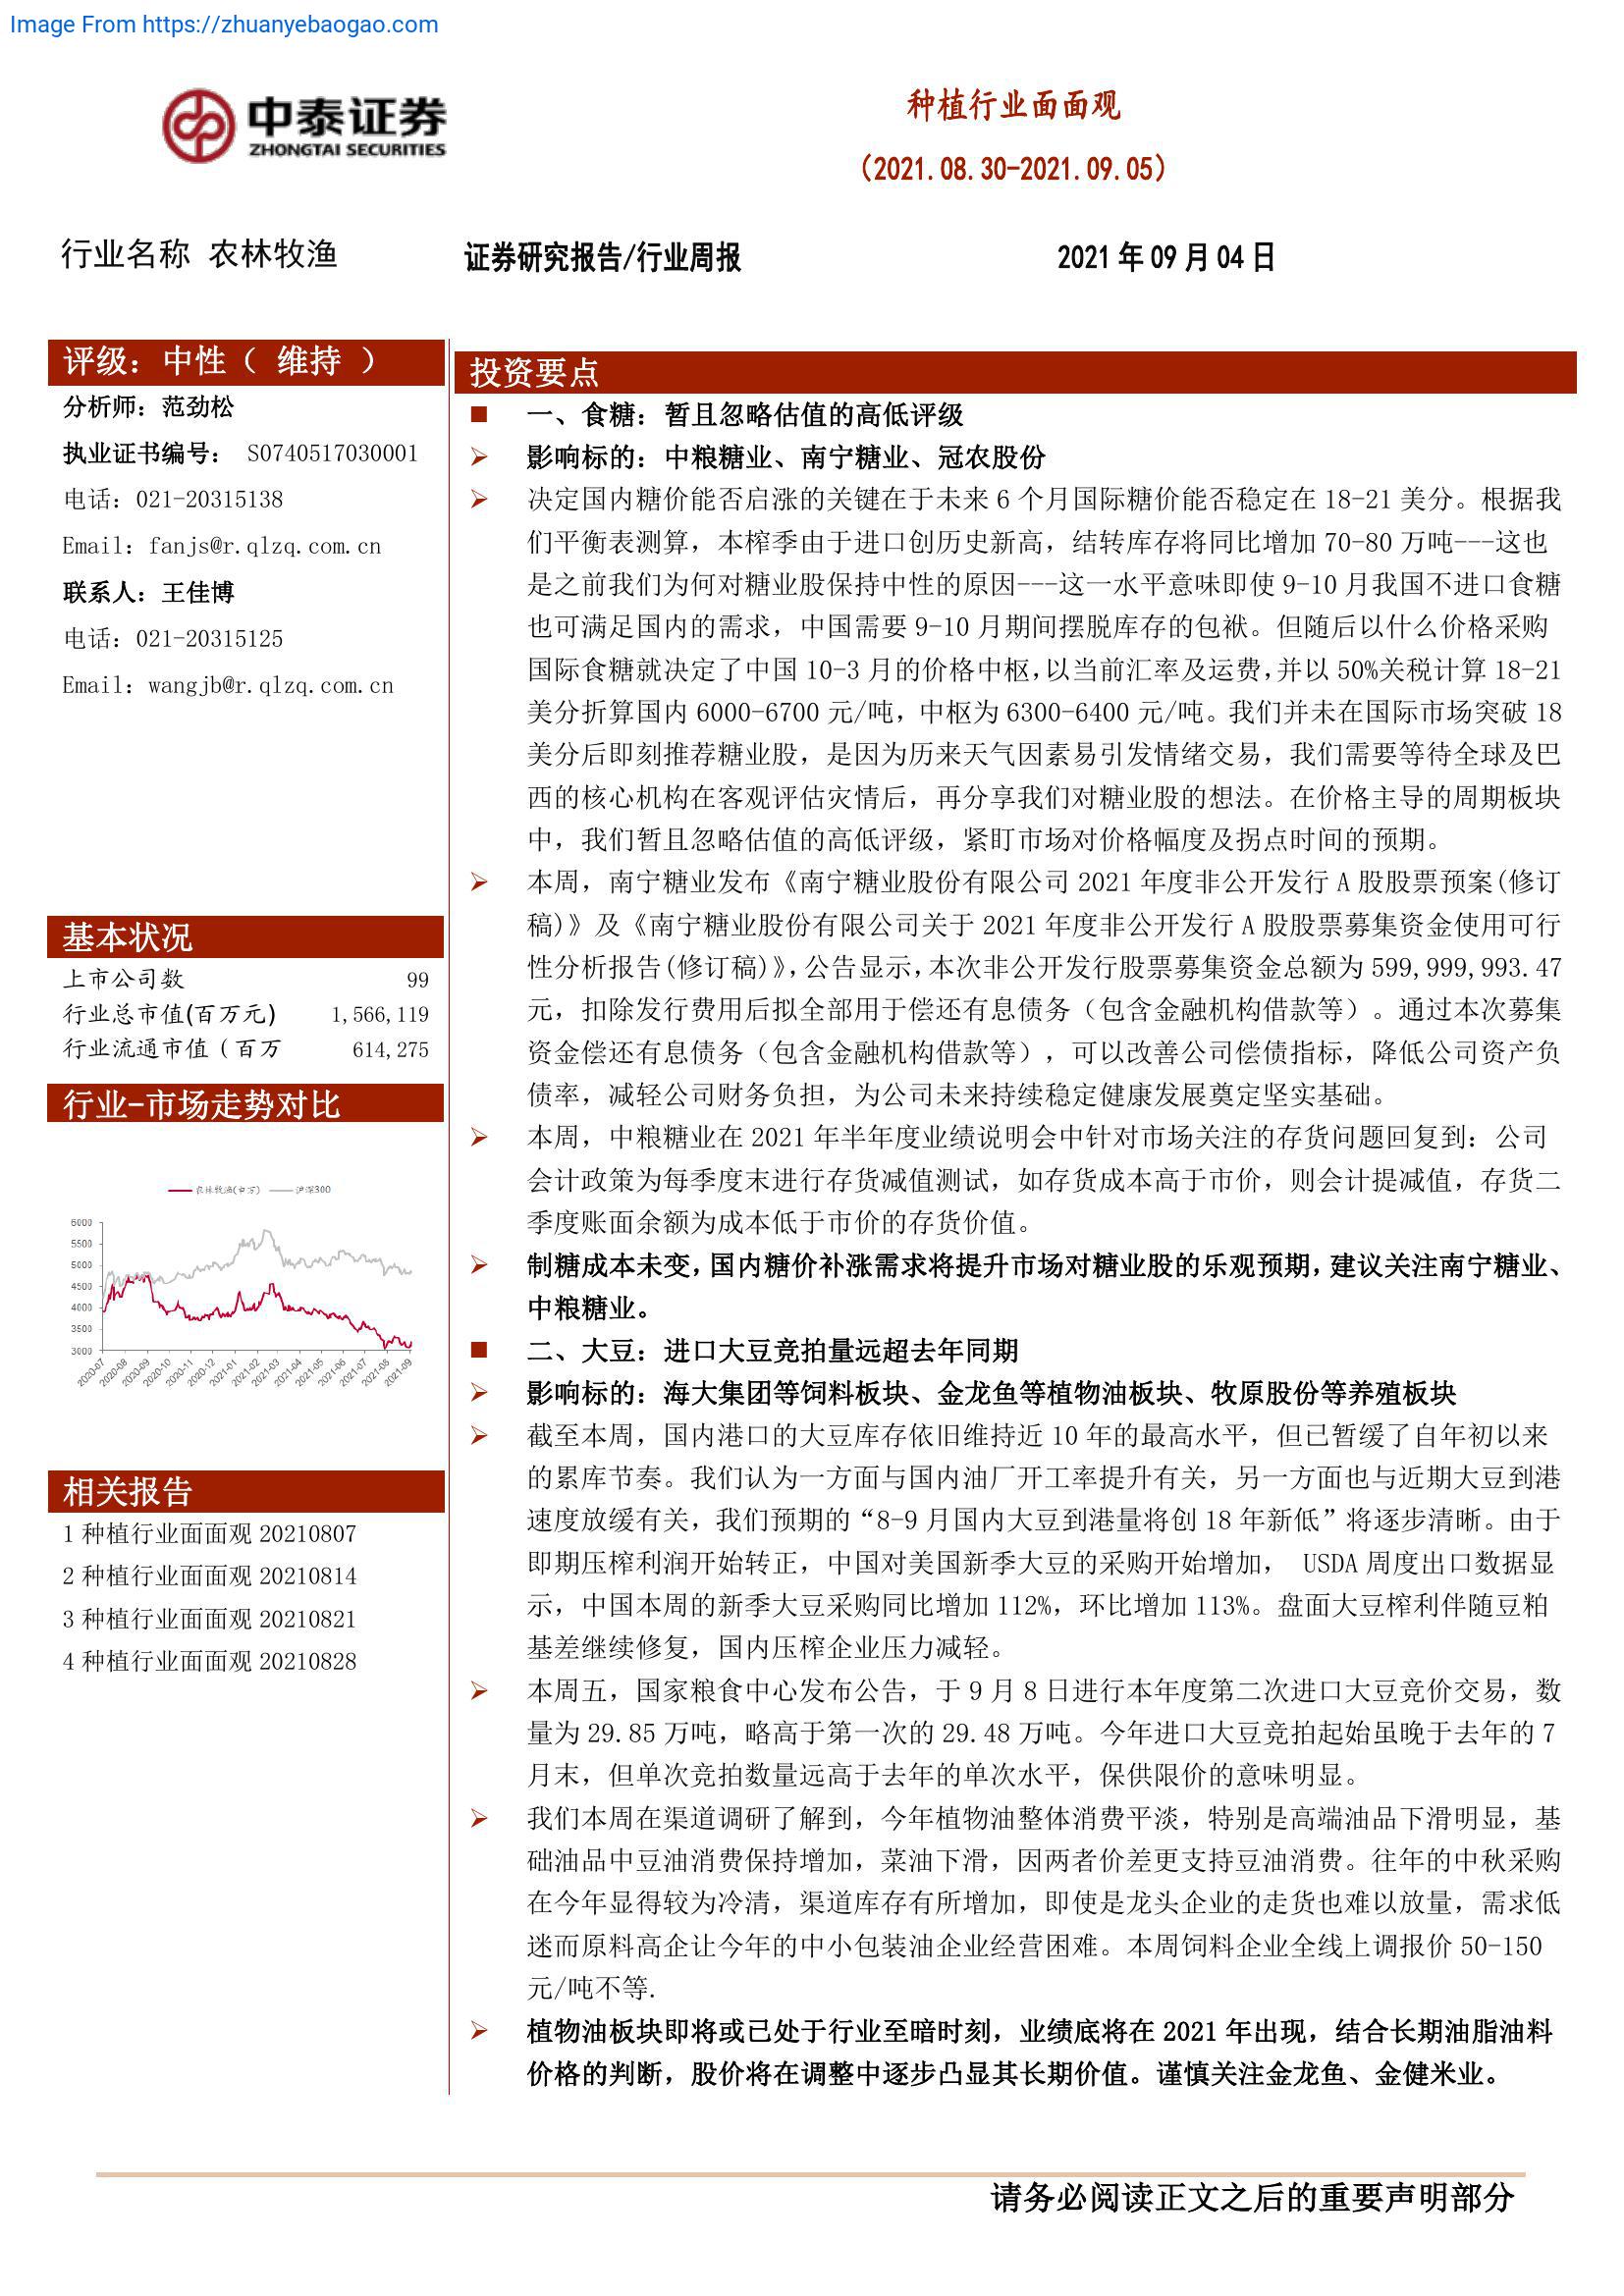 Image From https://zhuanyebaogao.com
中泰证券
ZHONGTAI SECURITIES
种植行业面面观
（2021.08.30-2021.09.05）
行业名称 农林牧渔
证券研究报告/行业周报
2021 年 09 月 04 日
评级：中性（ 维持 ）
分析师：范劲松
执业证书编号： S0740517030001
电话：021-20315138
Email：fanjs@r.qlzq.com.cn
联系人：王佳博
电话：021-20315125
Email：wangjb@r.qlzq.com.cn
基本状况
上市公司数 99
行业总市值(百万元) 1,566,119
行业流通市值（百万 614,275
行业-市场走势对比
农林牧渔(申万) 沪深300
6000
5500
5000
4500
4000
3500
3000
2020-07 2020-08 2020-09 2020-10 2020-11 2020-12 2021-01 2021-02 2021-03 2021-04 2021-05 2021-06 2021-07 2021-08 2021-09
相关报告
1 种植行业面面观 20210807
2 种植行业面面观 20210814
3 种植行业面面观 20210821
4 种植行业面面观 20210828
投资要点
一、食糖：暂且忽略估值的高低评级
影响标的：中粮糖业、南宁糖业、冠农股份
决定国内糖价能否启涨的关键在于未来 6 个月国际糖价能否稳定在 18-21 美分。根据我
们平衡表测算，本榨季由于进口创历史新高，结转库存将同比增加 70-80 万吨---这也
是之前我们为何对糖业股保持中性的原因---这一水平意味即使 9-10 月我国不进口食糖
也可满足国内的需求，中国需要 9-10 月期间摆脱库存的包袱。但随后以什么价格采购
国际食糖就决定了中国 10-3 月的价格中枢，以当前汇率及运费，并以 50%关税计算 18-21
美分折算国内 6000-6700 元/吨，中枢为 6300-6400 元/吨。我们并未在国际市场突破 18
美分后即刻推荐糖业股，是因为历来天气因素易引发情绪交易，我们需要等待全球及巴
西的核心机构在客观评估灾情后，再分享我们对糖业股的想法。在价格主导的周期板块
中，我们暂且忽略估值的高低评级，紧盯市场对价格幅度及拐点时间的预期。
本周，南宁糖业发布《南宁糖业股份有限公司 2021 年度非公开发行 A 股股票预案(修订
稿)》及《南宁糖业股份有限公司关于 2021 年度非公开发行 A 股股票募集资金使用可行
性分析报告(修订稿)》，公告显示，本次非公开发行股票募集资金总额为 599,999,993.47
元，扣除发行费用后拟全部用于偿还有息债务（包含金融机构借款等）。通过本次募集
资金偿还有息债务（包含金融机构借款等），可以改善公司偿债指标，降低公司资产负
债率，减轻公司财务负担，为公司未来持续稳定健康发展奠定坚实基础。
本周，中粮糖业在 2021 年半年度业绩说明会中针对市场关注的存货问题回复到：公司
会计政策为每季度末进行存货减值测试，如存货成本高于市价，则会计提减值，存货二
季度账面余额为成本低于市价的存货价值。
制糖成本未变，国内糖价补涨需求将提升市场对糖业股的乐观预期，建议关注南宁糖业、
中粮糖业。
二、大豆：进口大豆竞拍量远超去年同期
影响标的：海大集团等饲料板块、金龙鱼等植物油板块、牧原股份等养殖板块
截至本周，国内港口的大豆库存依旧维持近 10 年的最高水平，但已暂缓了自年初以来
的累库节奏。我们认为一方面与国内油厂开工率提升有关，另一方面也与近期大豆到港
速度放缓有关，我们预期的“8-9 月国内大豆到港量将创 18 年新低”将逐步清晰。由于
即期压榨利润开始转正，中国对美国新季大豆的采购开始增加， USDA 周度出口数据显
示，中国本周的新季大豆采购同比增加 112%，环比增加 113%。盘面大豆榨利伴随豆粕
基差继续修复，国内压榨企业压力减轻。
本周五，国家粮食中心发布公告，于 9 月 8 日进行本年度第二次进口大豆竞价交易，数
量为 29.85 万吨，略高于第一次的 29.48 万吨。今年进口大豆竞拍起始虽晚于去年的 7
月末，但单次竞拍数量远高于去年的单次水平，保供限价的意味明显。
我们本周在渠道调研了解到，今年植物油整体消费平淡，特别是高端油品下滑明显，基
础油品中豆油消费保持增加，菜油下滑，因两者价差更支持豆油消费。往年的中秋采购
在今年显得较为冷清，渠道库存有所增加，即使是龙头企业的走货也难以放量，需求低
迷而原料高企让今年的中小包装油企业经营困难。本周饲料企业全线上调报价 50-150
元/吨不等.
植物油板块即将或已处于行业至暗时刻，业绩底将在 2021 年出现，结合长期油脂油料
价格的判断，股价将在调整中逐步凸显其长期价值。谨慎关注金龙鱼、金健米业。
请务必阅读正文之后的重要声明部分